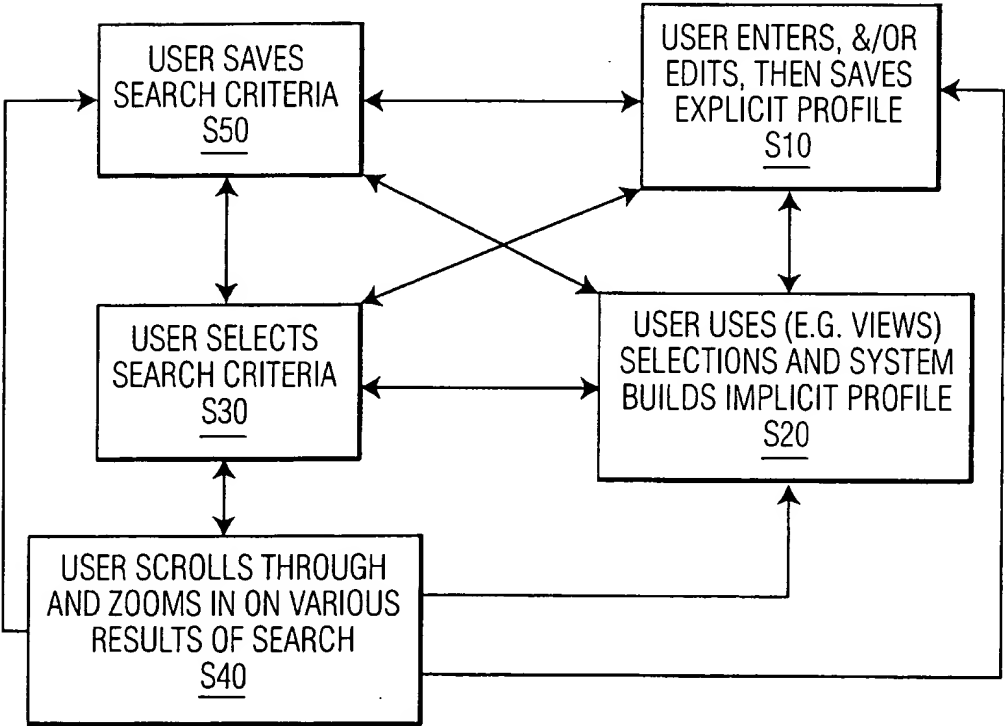 USER SAVES
SEARCH CRITERIA
S50
USER ENTERS, &/OR
EDITS, THEN SAVES
EXPLICIT PROFILE
S10
USER SELECTS
SEARCH CRITERIA
S30
USER USES (E.G. VIEWS)
SELECTIONS AND SYSTEM
BUILDS IMPLICIT PROFILE
S20
USER SCROLLS THROUGH
AND ZOOMS IN ON VARIOUS
RESULTS OF SEARCH
S40